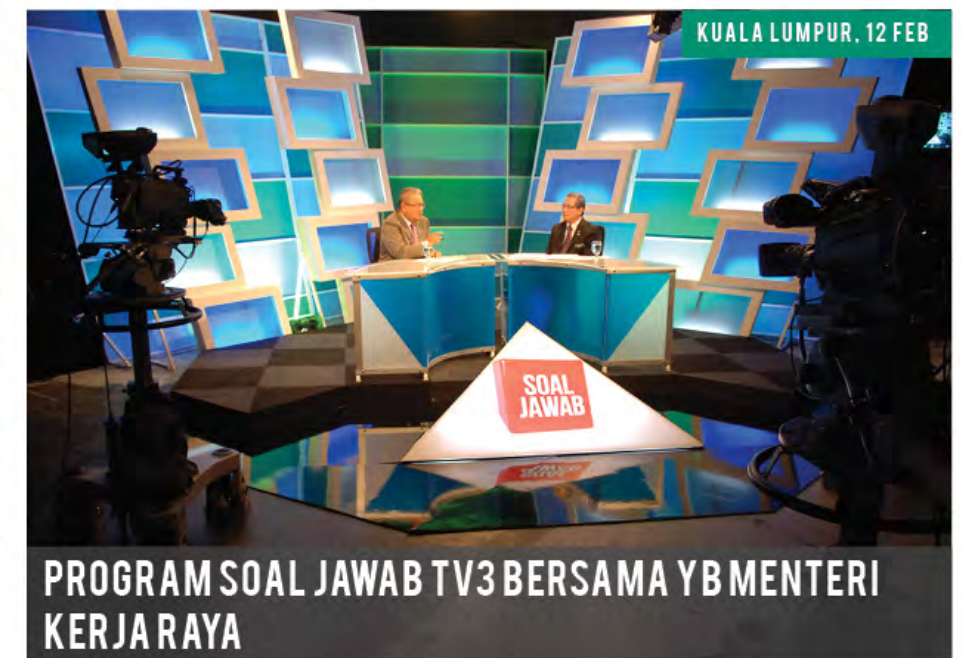 KUALA LUMPUR, 12 FEB
SOAL
JAWAB
PROGRAM SOAL JAWAB TV3 BERSAMA YB MENTERI
KERJA RAYA